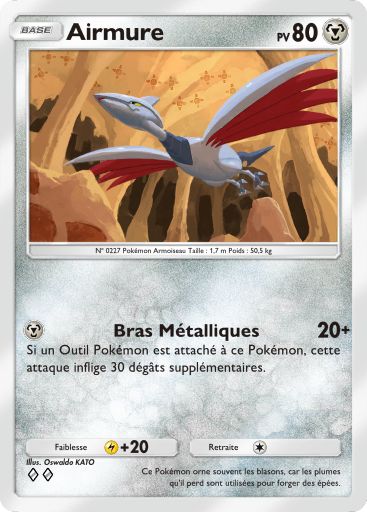 BASE Airmure PV 80
N° 0227 Pokémon Armoiseau Taille : 1,7 m Poids : 50,5 kg
Bras Métalliques 20+
Si un Outil Pokémon est attaché à ce Pokémon, cette
attaque inflige 30 dégâts supplémentaires.
Faiblesse +20 Retraite
Illus. Oswaldo KATO
Ce Pokémon orne souvent les blasons, car les plumes
qu'il perd sont utilisées pour forger des épées.